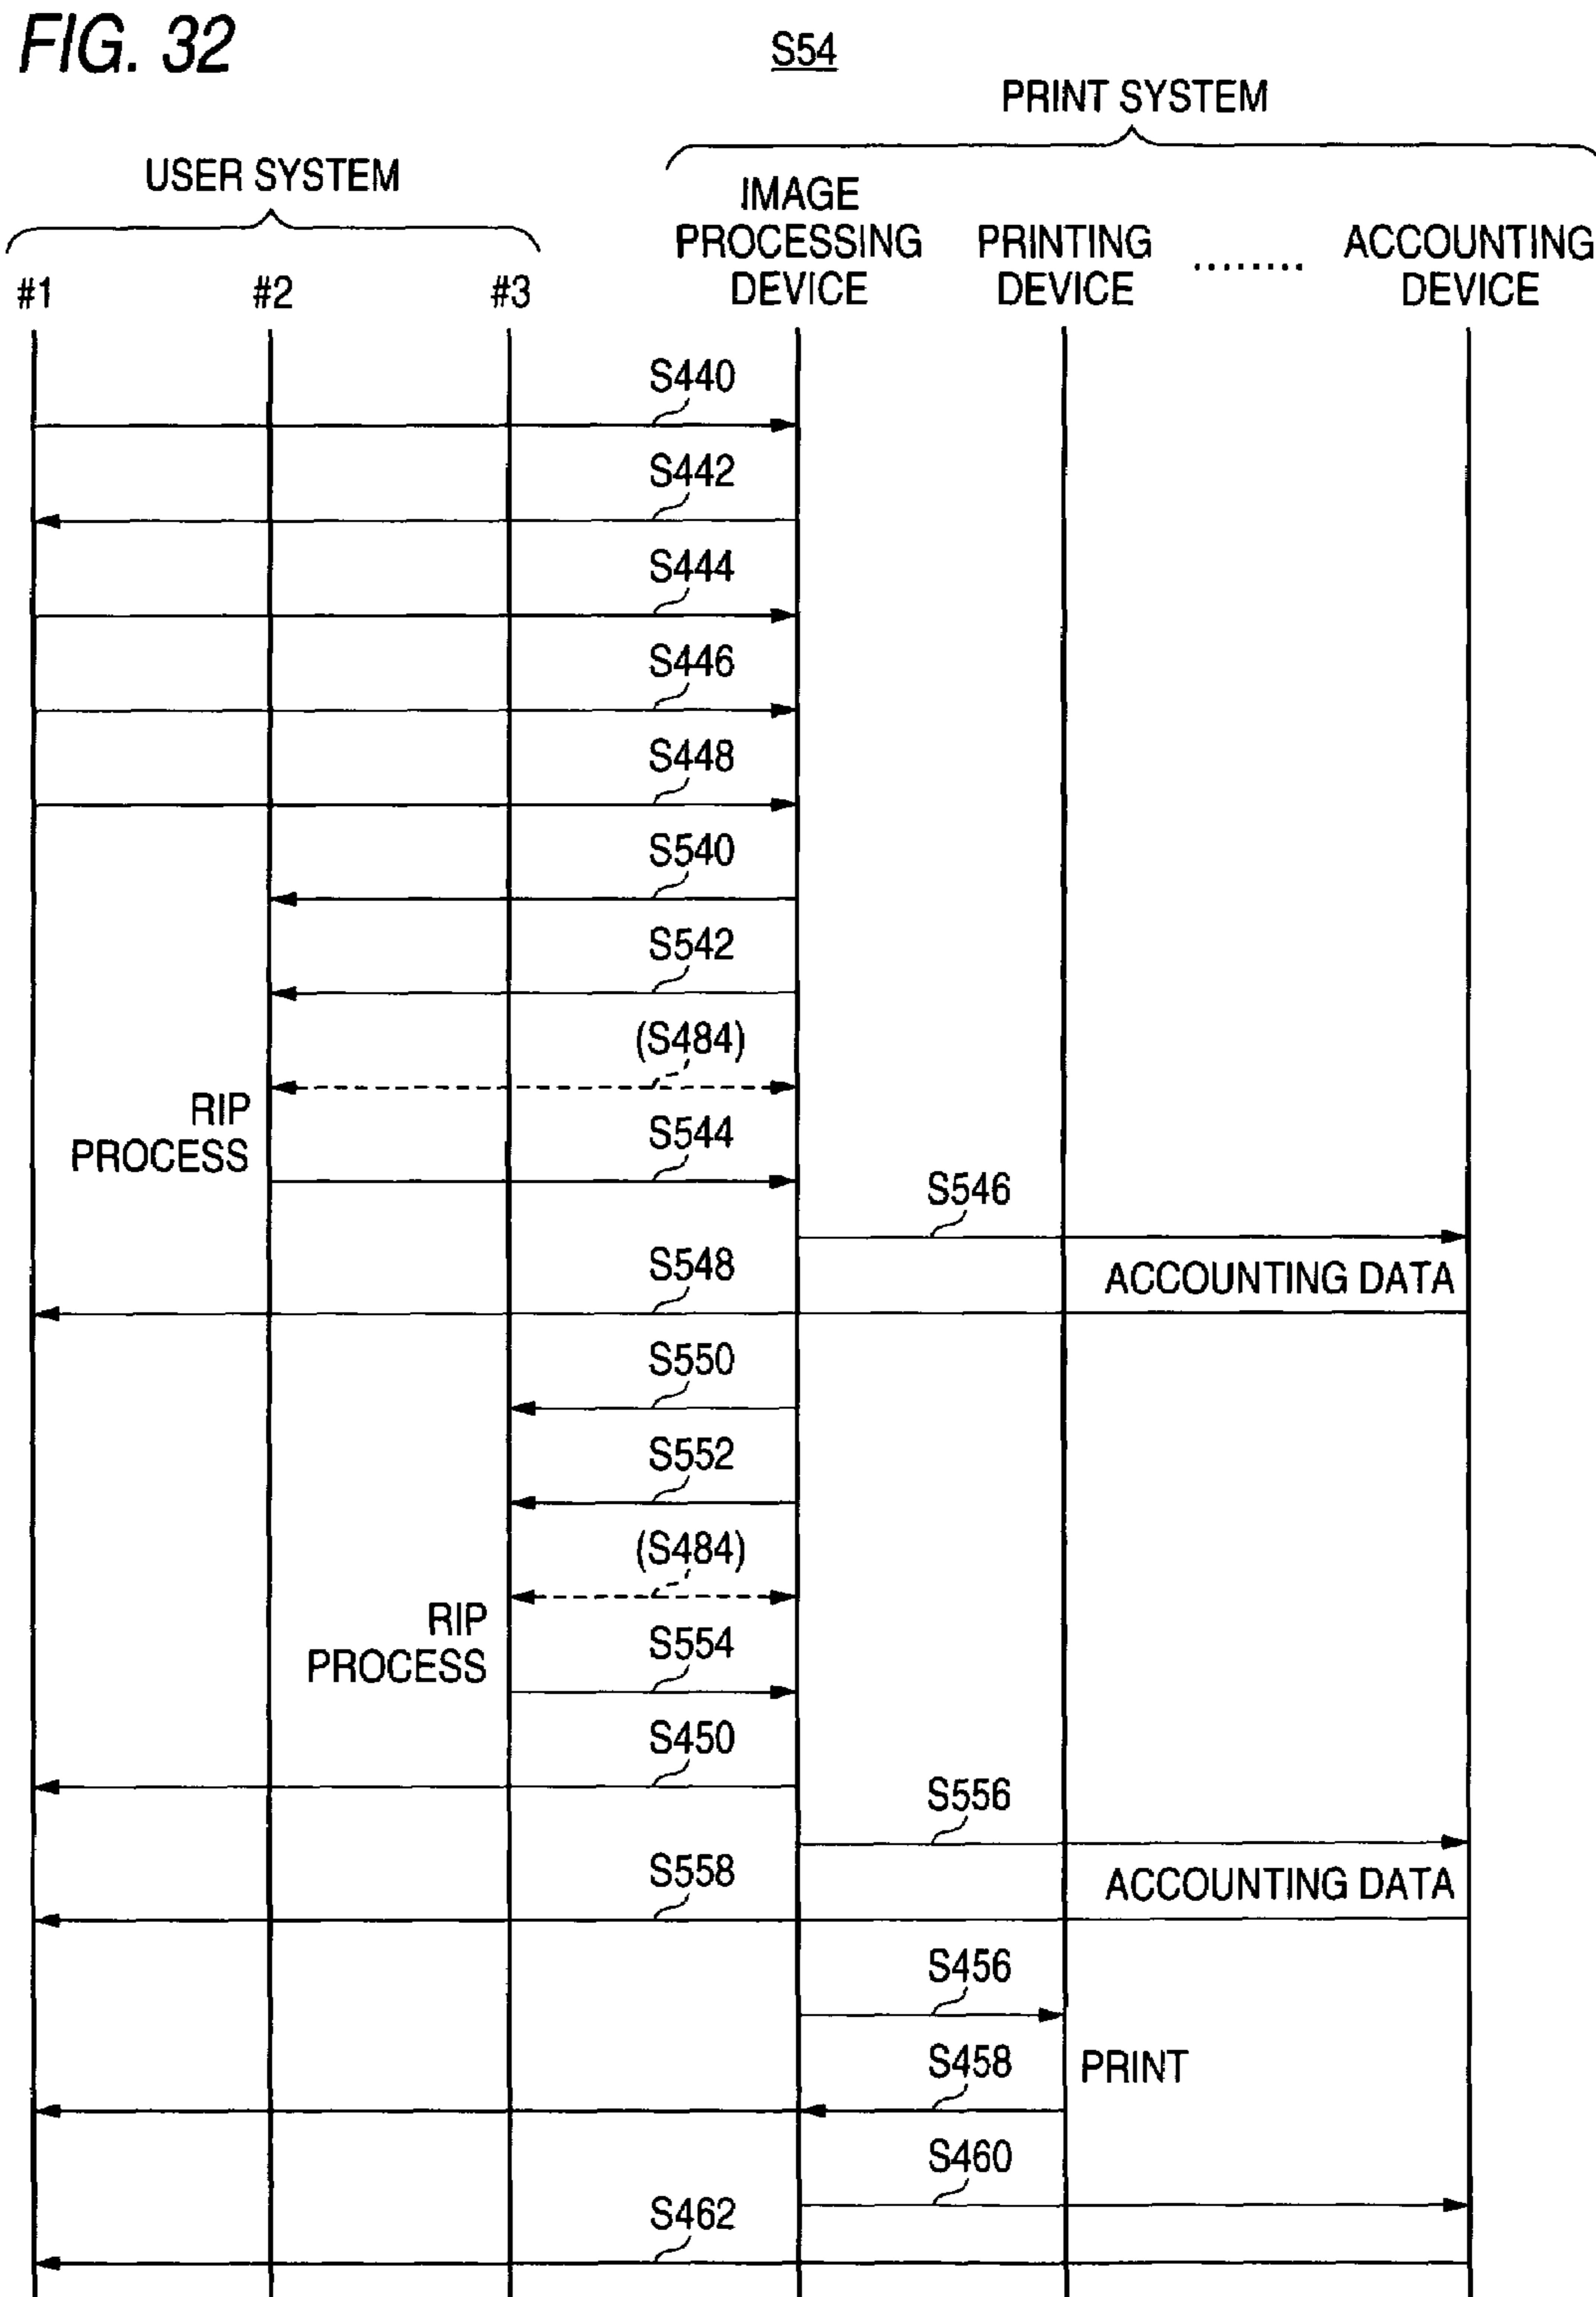 FIG. 32
S54
PRINT SYSTEM
USER SYSTEM
IMAGE
PROCESSING
DEVICE
PRINTING
DEVICE
........
ACCOUNTING
DEVICE
#1
#2
#3
S440
S442
S444
S446
S448
S540
S542
(S484)
RIP
PROCESS
S544
S546
S548
ACCOUNTING DATA
S550
S552
(S484)
RIP
PROCESS
S554
S450
S556
S558
ACCOUNTING DATA
S456
S458
PRINT
S460
S462